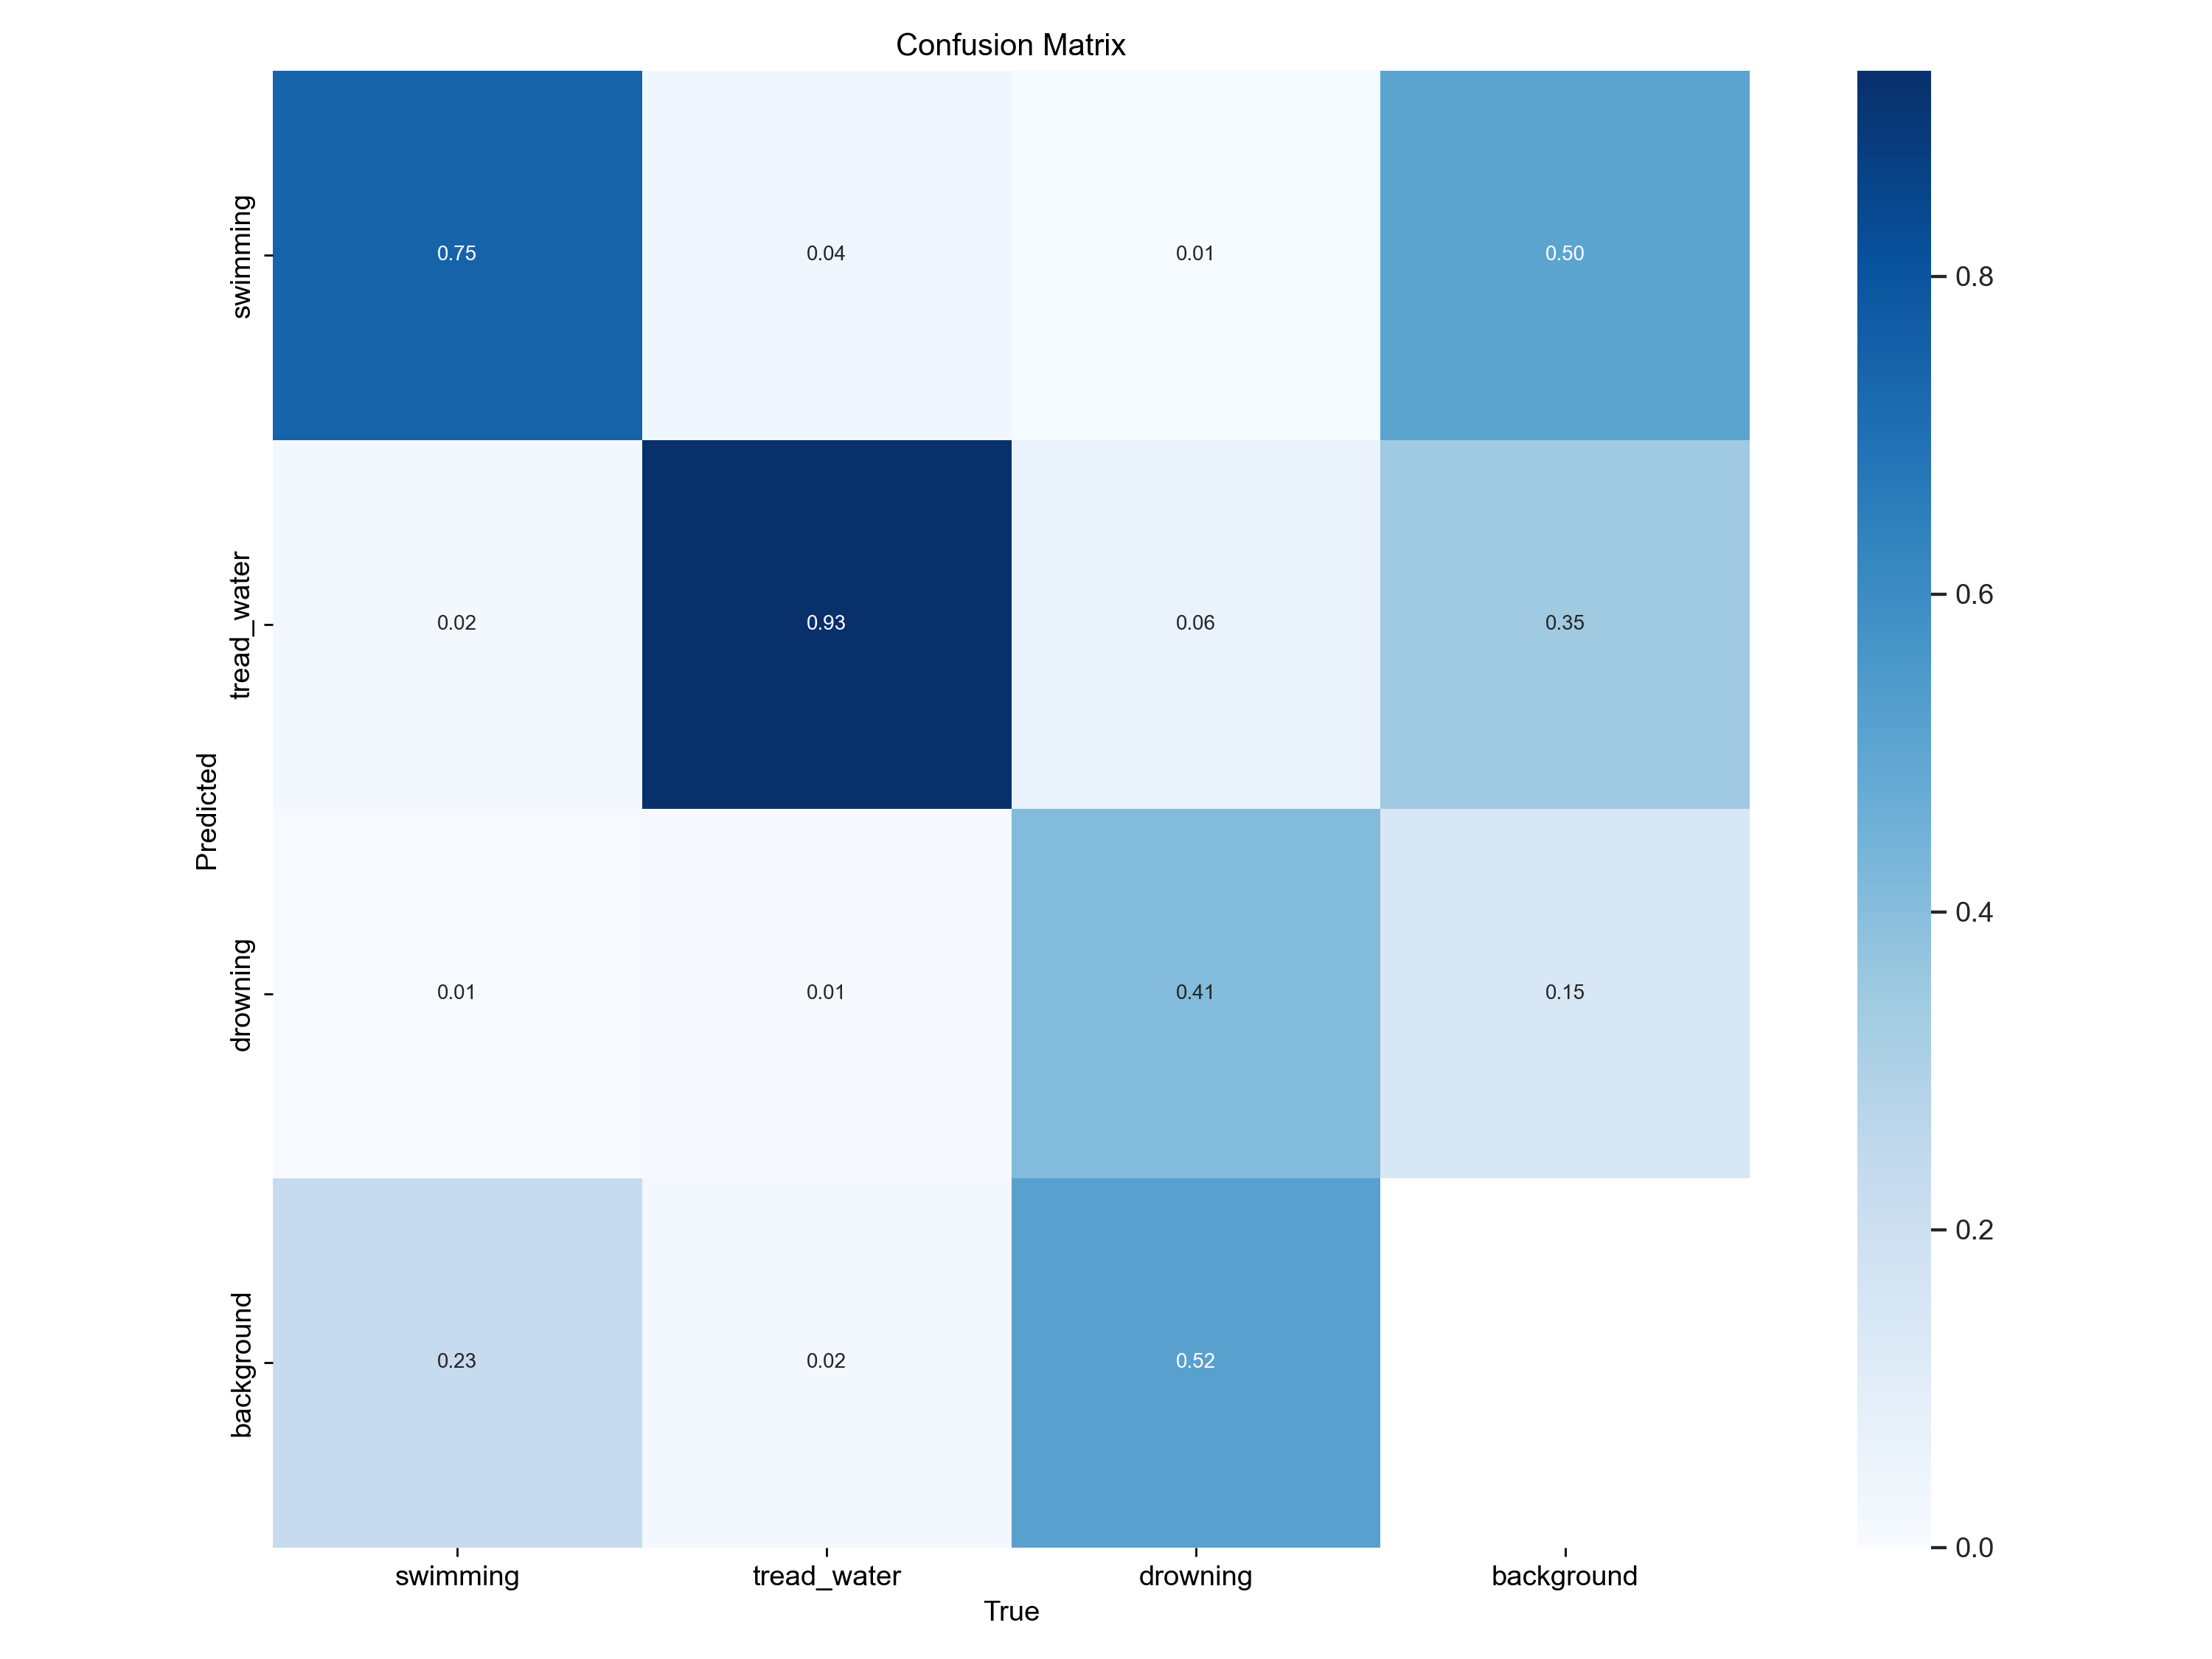 Confusion Matrix
swimming
0.75
0.04
0.01
0.50
0.8
tread_water
0.02
0.93
0.06
0.35
0.6
Predicted
drowning
0.01
0.01
0.41
0.15
0.4
background
0.23
0.02
0.52
0.2
0.0
swimming
tread_water
drowning
background
True